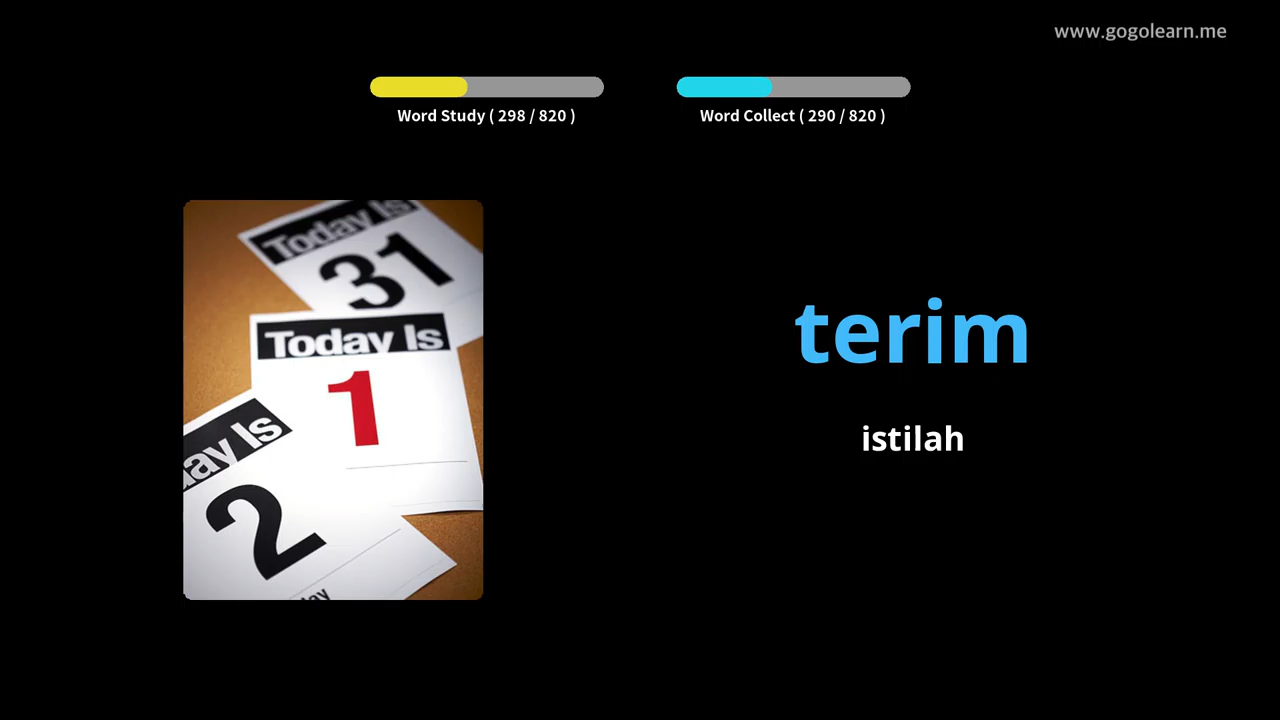 www.gogolearn.me
Word Study ( 298 / 820 )
Word Collect ( 290 / 820 )
Today Is
31
Today Is
1
ay Is
2
terim
istilah